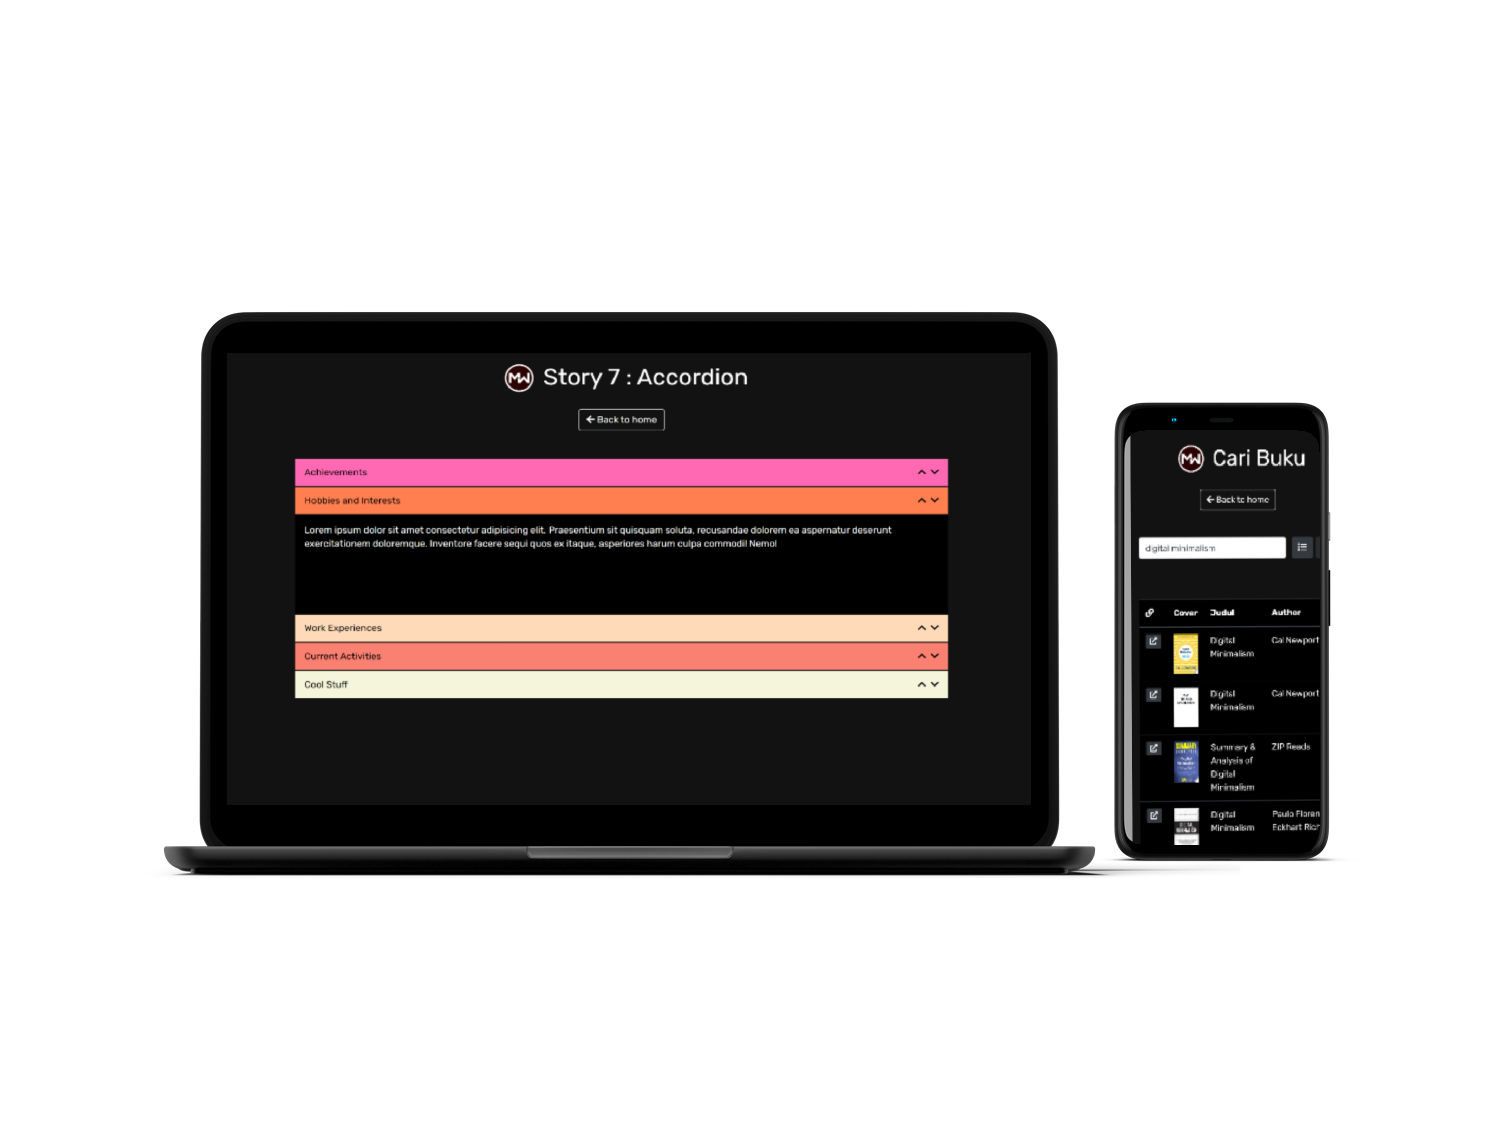 MW Story 7 : Accordion
Back to home
Achievements
Hobbies and Interests
Lorem ipsum dolor sit amet consectetur adipisicing elit. Praesentium sit quisquam soluta, recusandae dolorem ea aspernatur deserunt
exercitationem doloremque. Inventore facere sequi quos ex itaque, asperiores harum culpa commodi! Nemo!
Work Experiences
Current Activities
Cool Stuff
MW Cari Buku
Back to home
digital minimalism
Cover Judul Author
Digital Cal Newport
Minimalism
Digital Cal Newport
Minimalism
Summary & ZIP Reads
Analysis of
Digital
Minimalism
Digital Paulo Floran
Minimalism Eckhart Rich